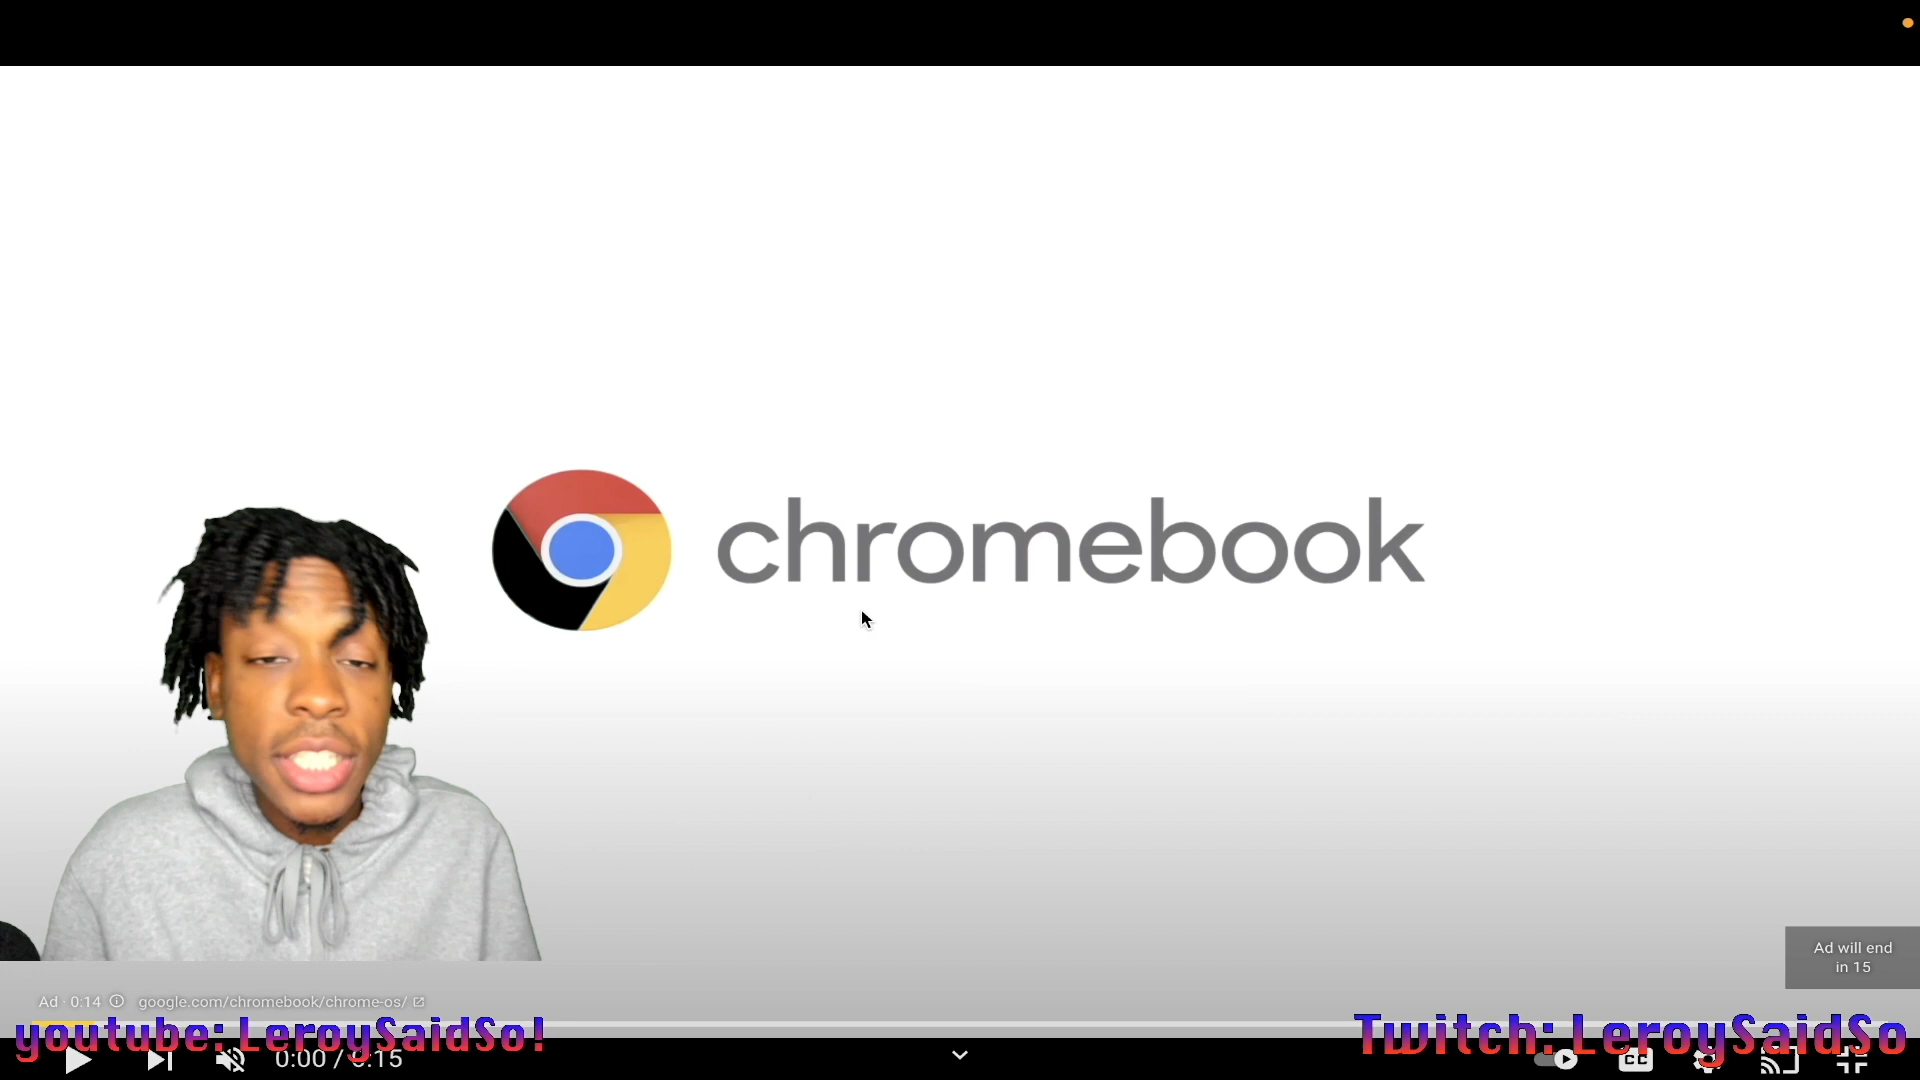 chromebook
Ad will end
in 15
Ad · 0:14 google.com/chromebook/chrome-os/
youtube: LeroySaidSo!
Twitch: LeroySaidSo
0:00 / 0:15
CC